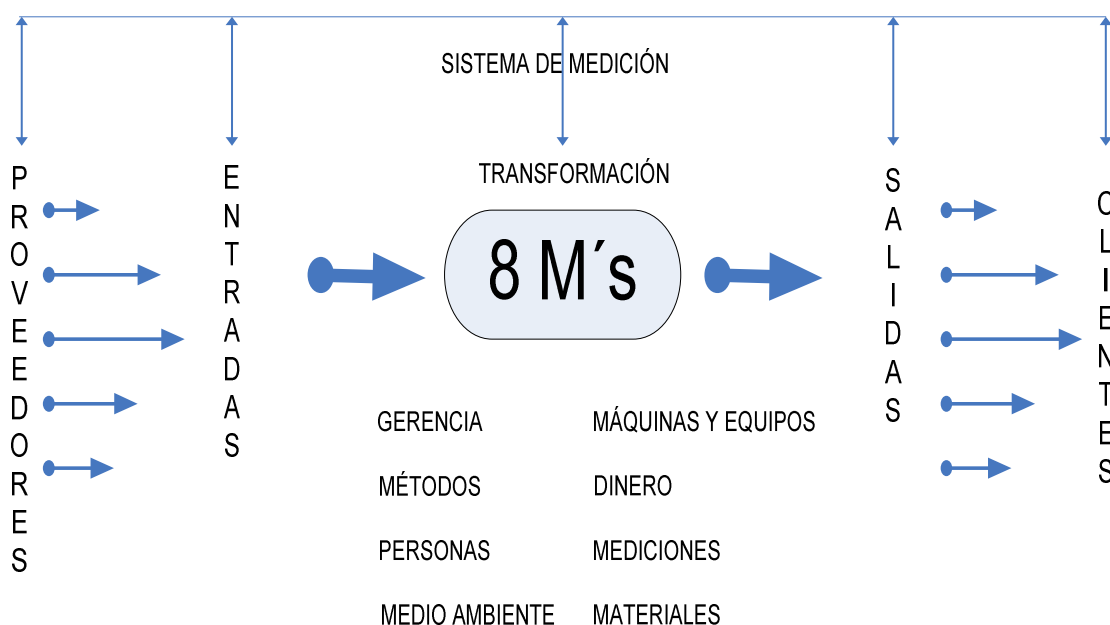 SISTEMA DE MEDICIÓN
PROVEEDORES
ENTRADAS
TRANSFORMACIÓN
8 M´s
SALIDAS
CLIENTES
GERENCIA
MÁQUINAS Y EQUIPOS
MÉTODOS
DINERO
PERSONAS
MEDICIONES
MEDIO AMBIENTE
MATERIALES